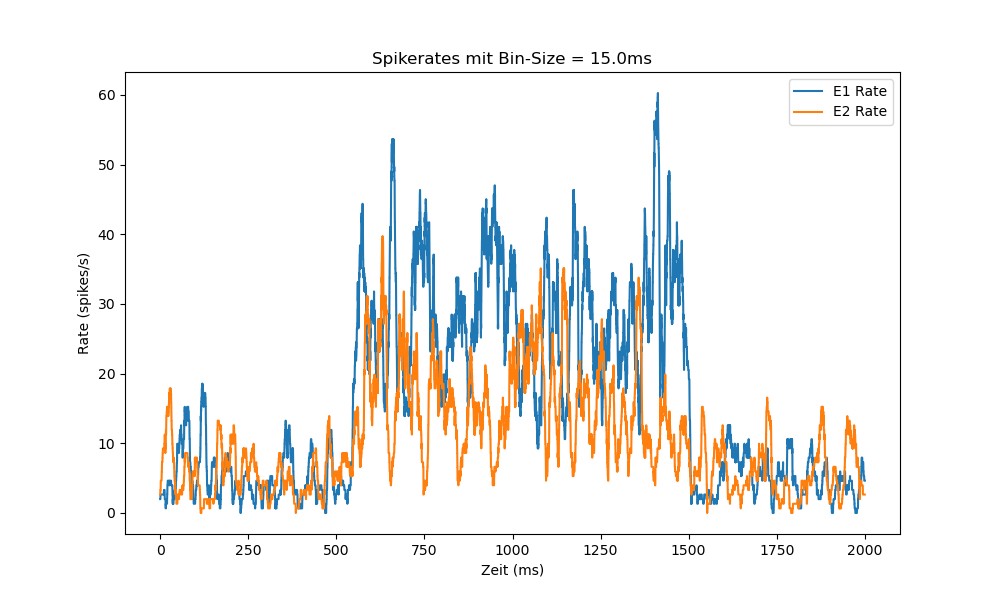 Spikerates mit Bin-Size = 15.0ms
E1 Rate
E2 Rate
Rate (spikes/s)
60
50
40
30
20
10
0
0 250 500 750 1000 1250 1500 1750 2000
Zeit (ms)